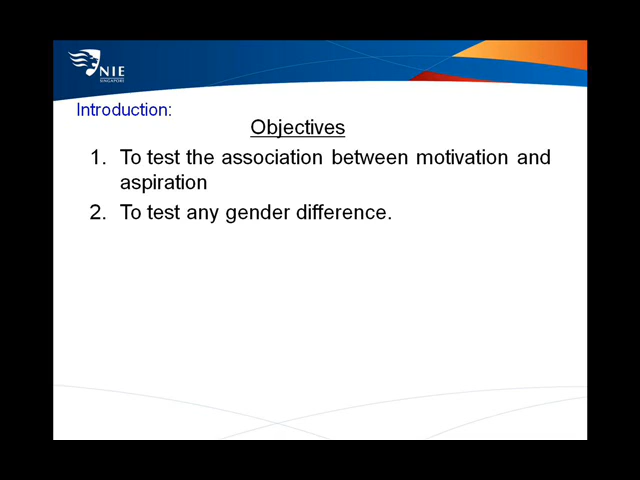 NIE
SINGAPORE
Introduction:
Objectives
1. To test the association between motivation and
aspiration
2. To test any gender difference.